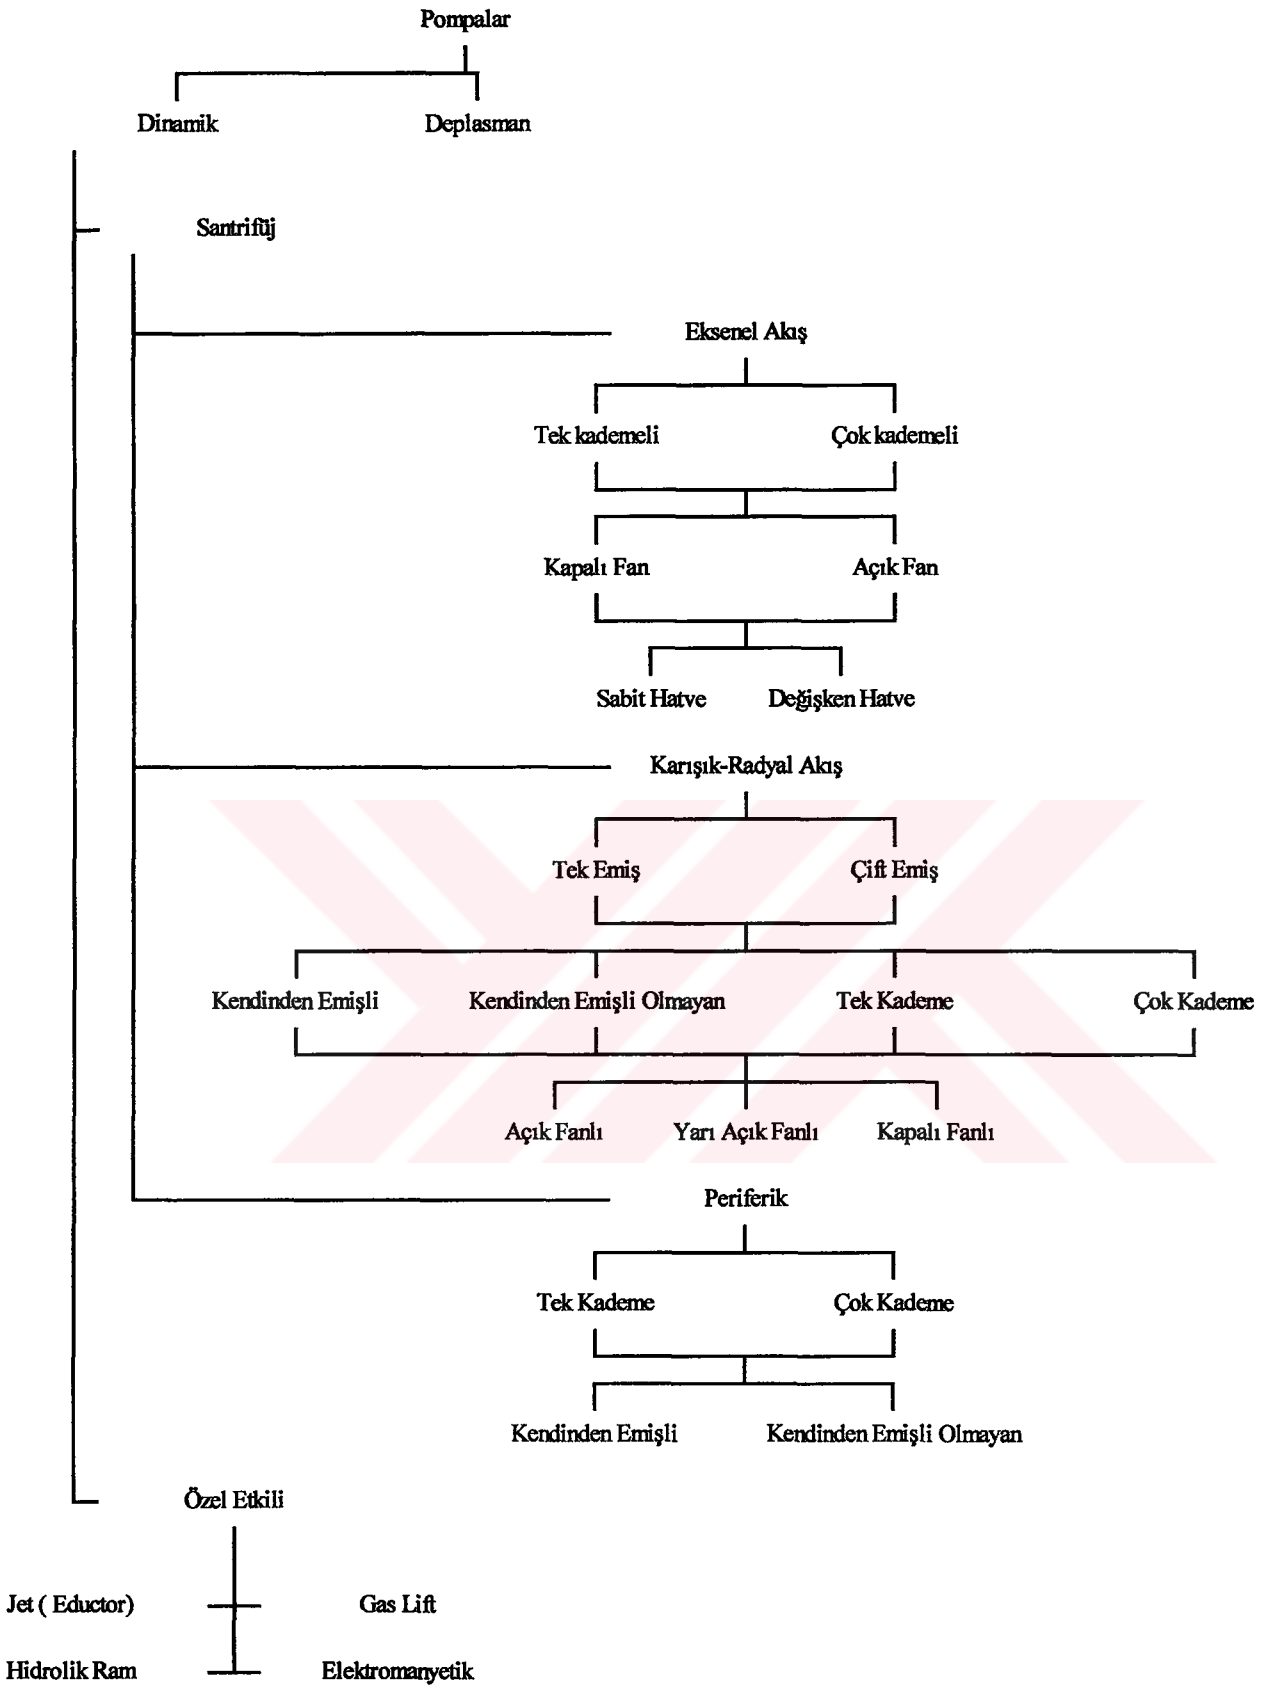 Pompalar
Dinamik
Deplasman
Santrifüj
Eksenel Akış
Tek kademeli
Çok kademeli
Kapalı Fan
Açık Fan
Sabit Hatve
Değişken Hatve
Karışık-Radyal Akış
Tek Emiş
Çift Emiş
Kendinden Emişli
Kendinden Emişli Olmayan
Tek Kademe
Çok Kademe
Açık Fanlı
Yarı Açık Fanlı
Kapalı Fanlı
Periferik
Tek Kademe
Çok Kademe
Kendinden Emişli
Kendinden Emişli Olmayan
Özel Etkili
Jet ( Eductor)
Gas Lift
Hidrolik Ram
Elektromanyetik